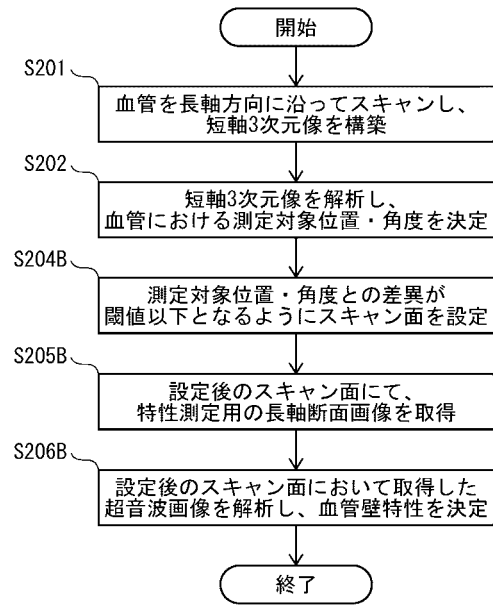 開始
S201
血管を長軸方向に沿ってスキャンし、
短軸3次元像を構築
S202
短軸3次元像を解析し、
血管における測定対象位置・角度を決定
S204B
測定対象位置・角度との差異が
閾値以下となるようにスキャン面を設定
S205B
設定後のスキャン面にて、
特性測定用の長軸断面画像を取得
S206B
設定後のスキャン面において取得した
超音波画像を解析し、血管壁特性を決定
終了